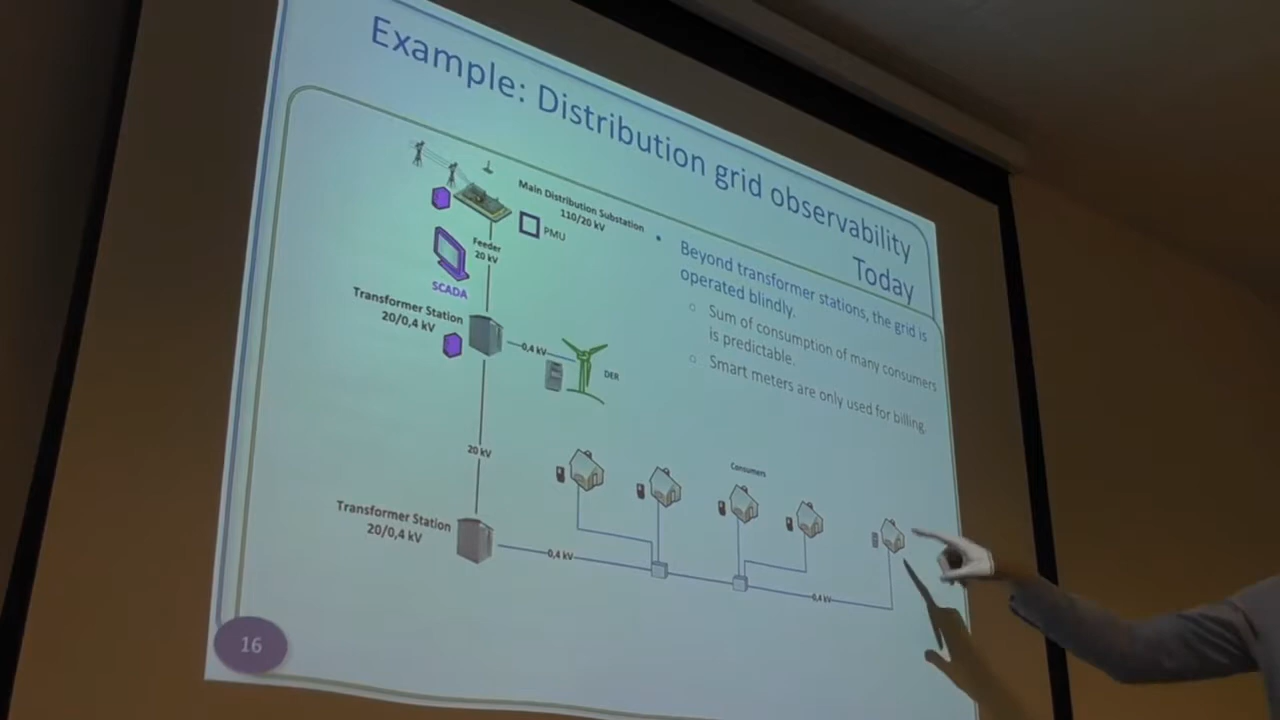 Example: Distribution grid observability
Today
Main Distribution Substation
110/20 kV
PMU
Feeder
20 kV
SCADA
Transformer Station
20/0,4 kV
0,4 kV
DER
20 kV
Transformer Station
20/0,4 kV
0,4 kV
Consumers
0,4 kV
• Beyond transformer stations, the grid is
operated blindly.
○ Sum of consumption of many consumers
is predictable.
○ Smart meters are only used for billing.
16